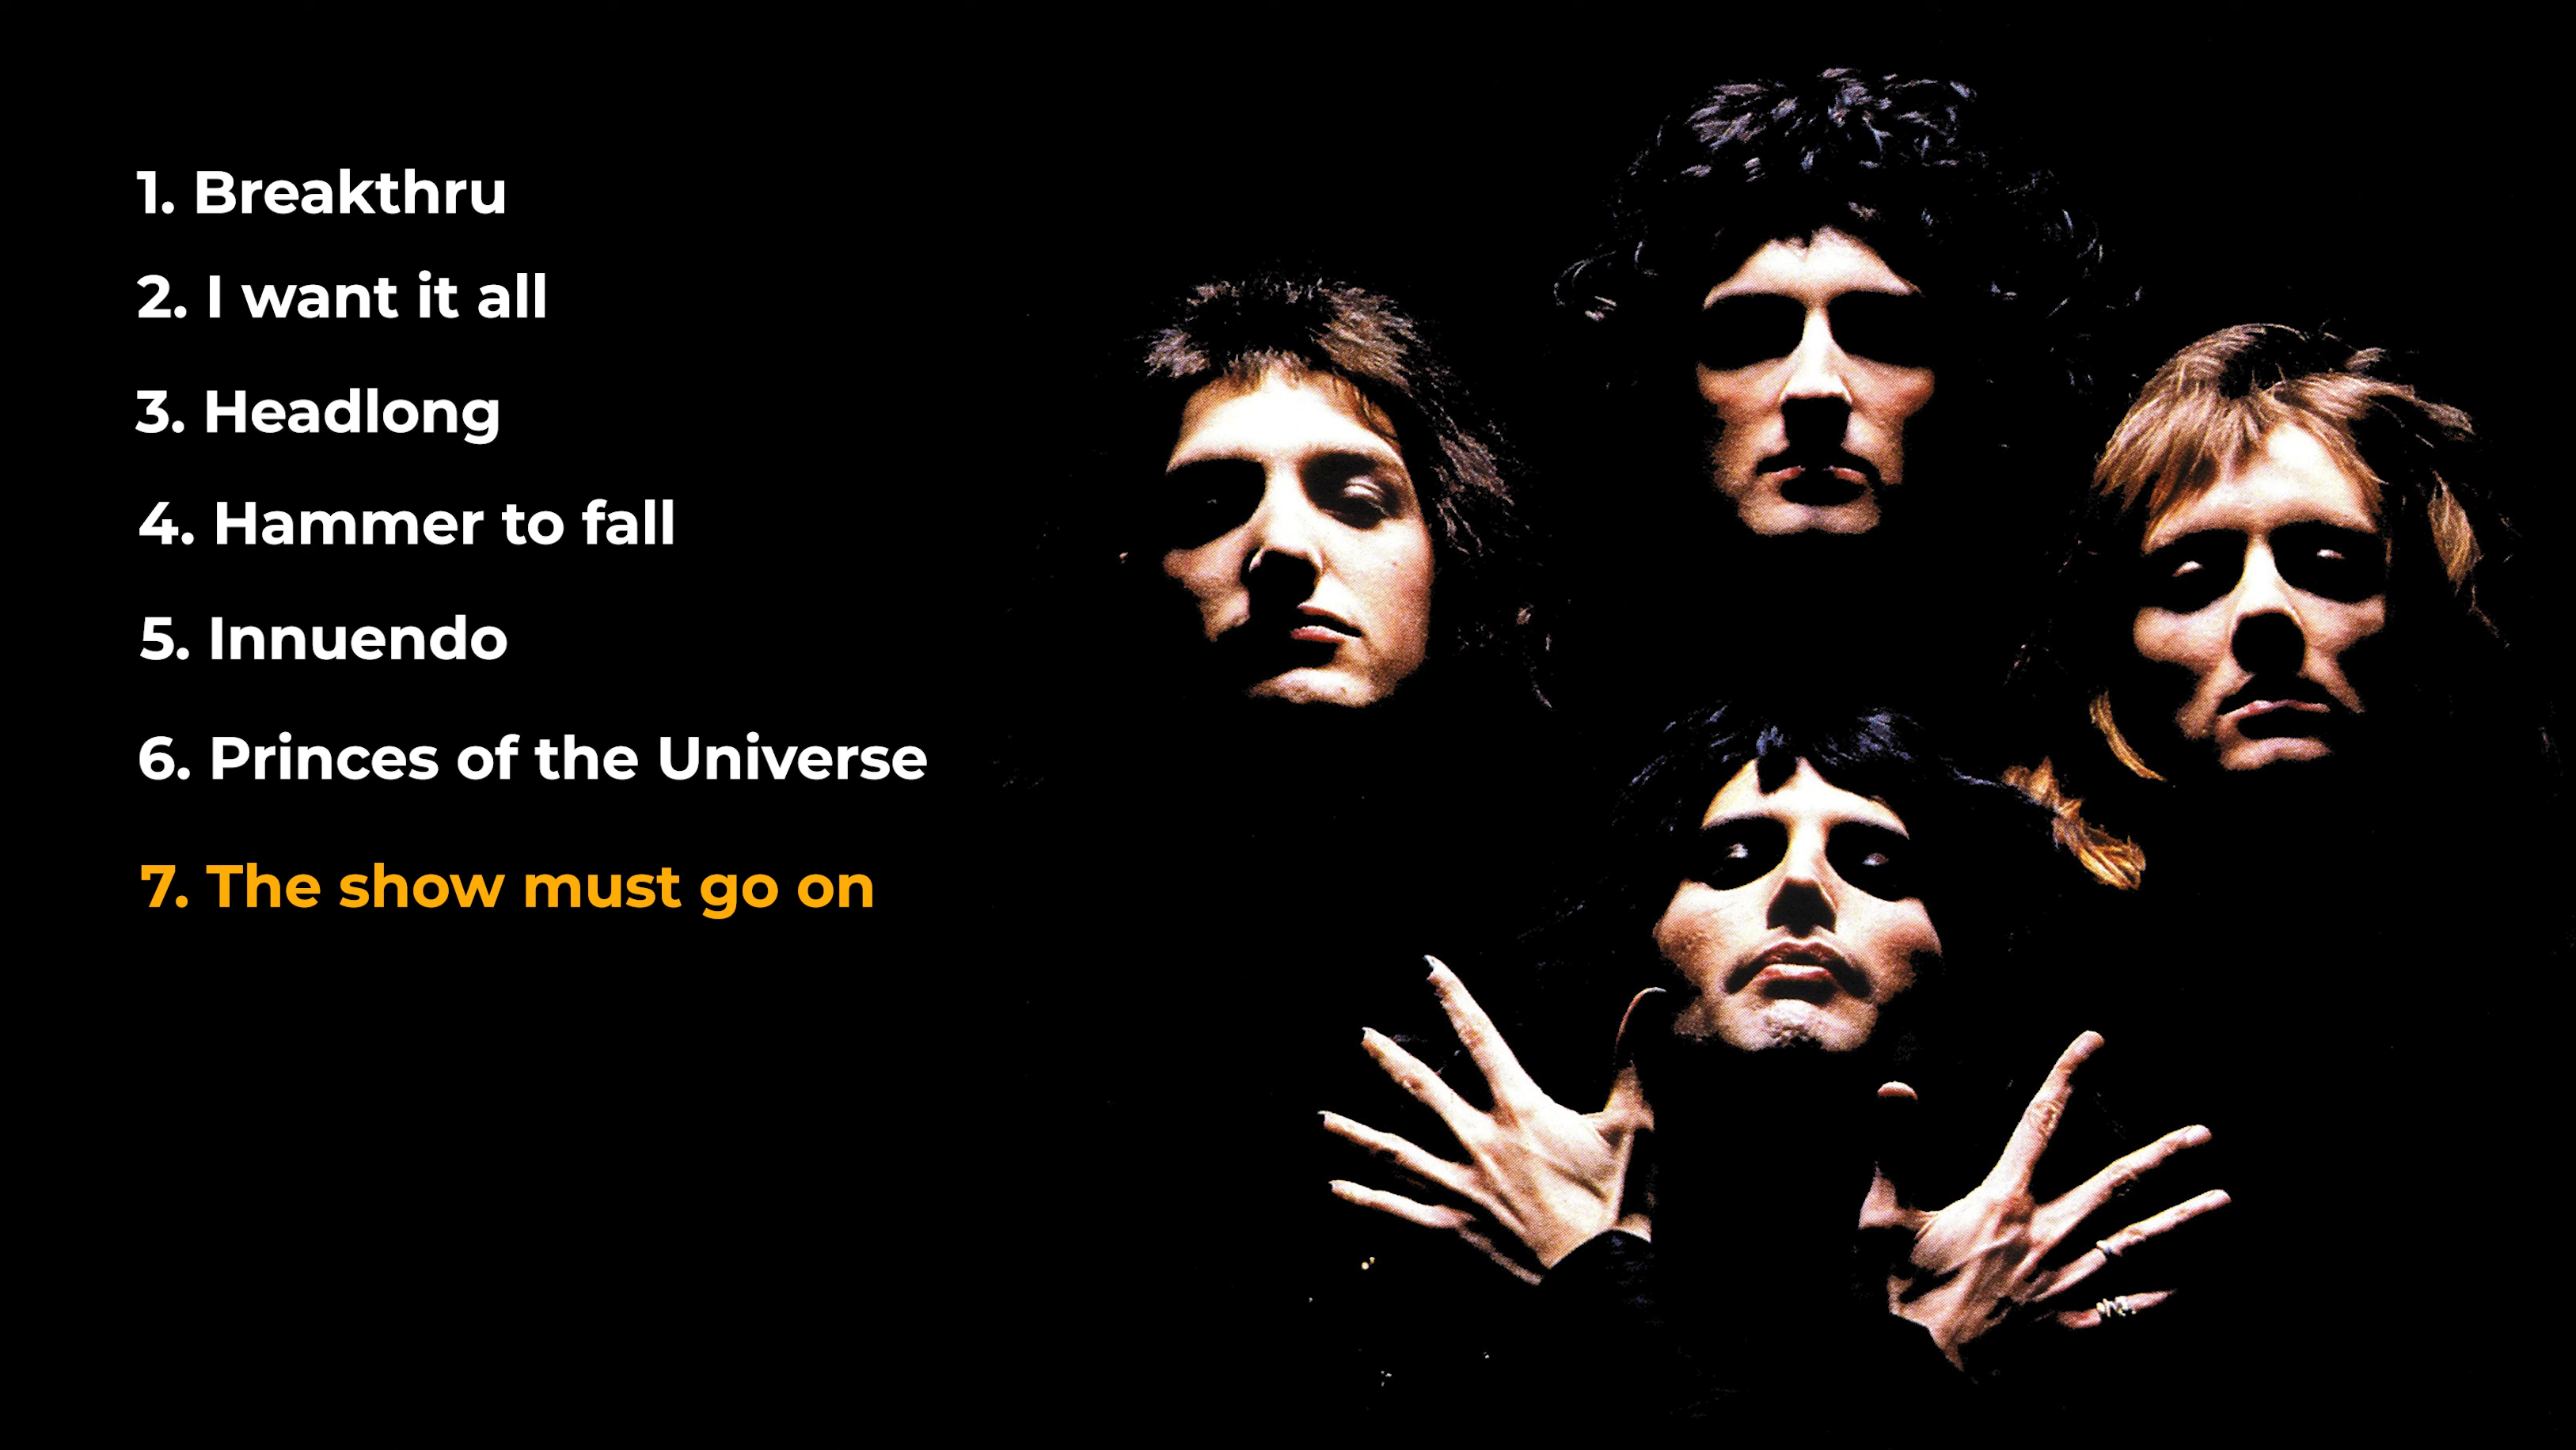 1. Breakthru
2. I want it all
3. Headlong
4. Hammer to fall
5. Innuendo
6. Princes of the Universe
7. The show must go on